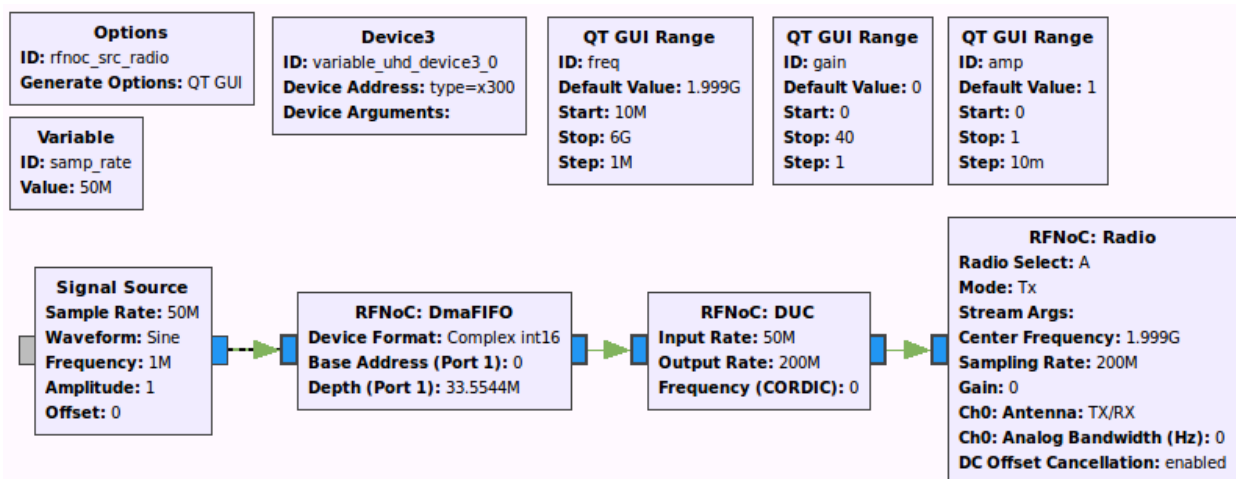 Options
ID: rfnoc_src_radio
Generate Options: QT GUI
Variable
ID: samp_rate
Value: 50M
Device3
ID: variable_uhd_device3_0
Device Address: type=x300
Device Arguments:
QT GUI Range
ID: freq
Default Value: 1.999G
Start: 10M
Stop: 6G
Step: 1M
QT GUI Range
ID: gain
Default Value: 0
Start: 0
Stop: 40
Step: 1
QT GUI Range
ID: amp
Default Value: 1
Start: 0
Stop: 1
Step: 10m
Signal Source
Sample Rate: 50M
Waveform: Sine
Frequency: 1M
Amplitude: 1
Offset: 0
RFNoC: DmaFIFO
Device Format: Complex int16
Base Address (Port 1): 0
Depth (Port 1): 33.5544M
RFNoC: DUC
Input Rate: 50M
Output Rate: 200M
Frequency (CORDIC): 0
RFNoC: Radio
Radio Select: A
Mode: Tx
Stream Args:
Center Frequency: 1.999G
Sampling Rate: 200M
Gain: 0
Ch0: Antenna: TX/RX
Ch0: Analog Bandwidth (Hz): 0
DC Offset Cancellation: enabled